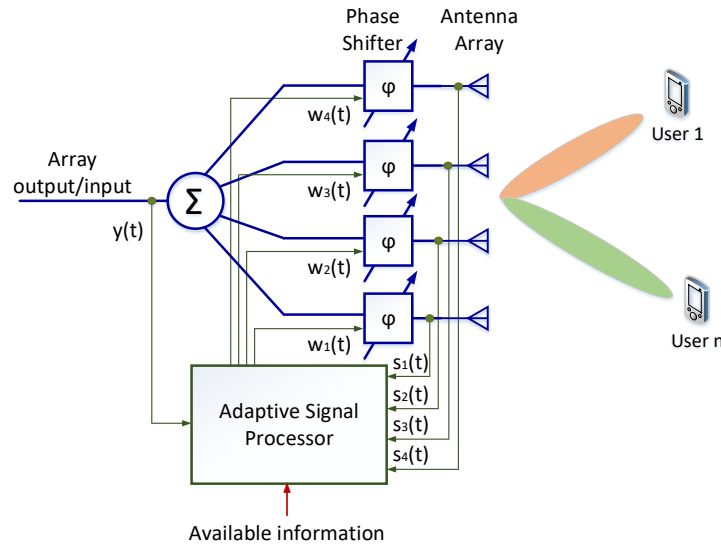 Phase
Shifter
Antenna
Array
φ
w4(t)
User 1
Array
output/input
φ
w3(t)
Σ
y(t)
φ
w2(t)
φ
w1(t)
User n
s1(t)
s2(t)
s3(t)
s4(t)
Adaptive Signal
Processor
Available information